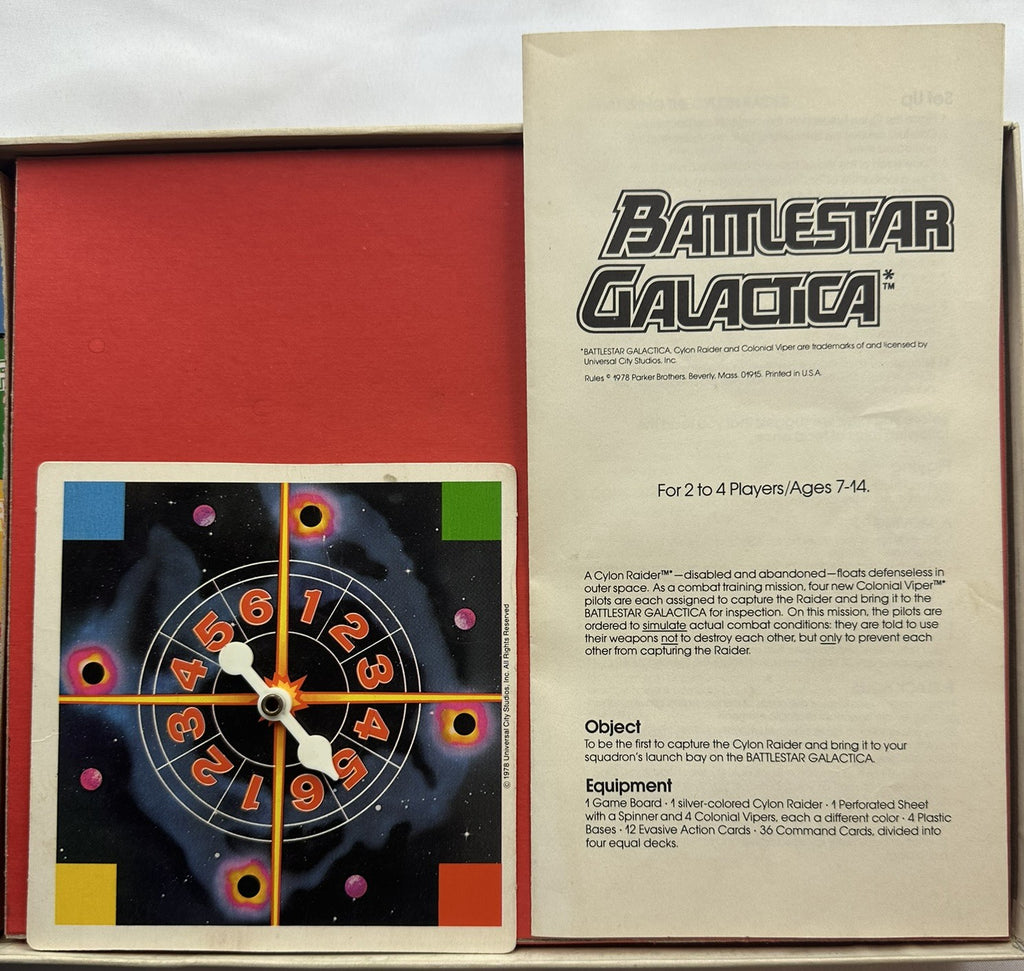 BATTLESTAR
GALACTICA*™
*BATTLESTAR GALACTICA, Cylon Raider and Colonial Viper are trademarks of and licensed by
Universal City Studios, Inc.
Rules © 1978 Parker Brothers, Beverly, Mass. 01915. Printed in U.S.A.
For 2 to 4 Players/Ages 7-14.
A Cylon Raider™*—disabled and abandoned—floats defenseless in
outer space. As a combat training mission, four new Colonial Viper™*
pilots are each assigned to capture the Raider and bring it to the
BATTLESTAR GALACTICA for inspection. On this mission, the pilots are
ordered to simulate actual combat conditions: they are told to use
their weapons not to destroy each other, but only to prevent each
other from capturing the Raider.
Object
To be the first to capture the Cylon Raider and bring it to your
squadron's launch bay on the BATTLESTAR GALACTICA.
Equipment
1 Game Board · 1 silver-colored Cylon Raider · 1 Perforated Sheet
with a Spinner and 4 Colonial Vipers, each a different color · 4 Plastic
Bases · 12 Evasive Action Cards · 36 Command Cards, divided into
four equal decks.
1 2 3 4 5 6 1 2 3 4 5 6
© 1978 Universal City Studios, Inc. All Rights Reserved